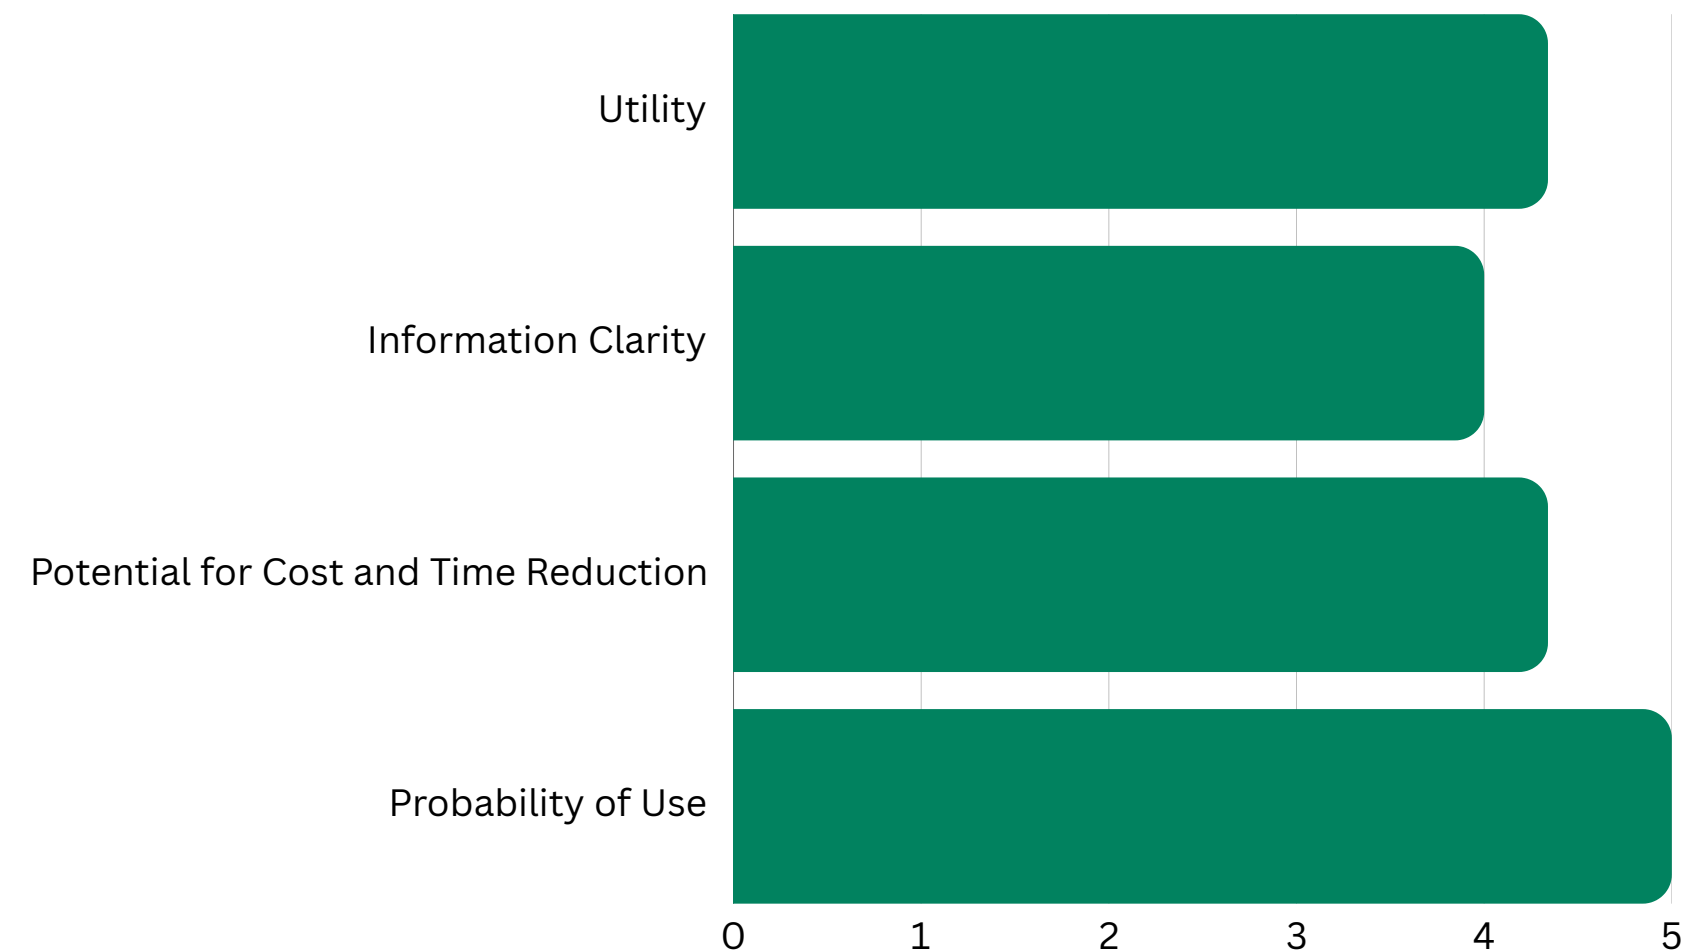 Utility
Information Clarity
Potential for Cost and Time Reduction
Probability of Use
0 1 2 3 4 5